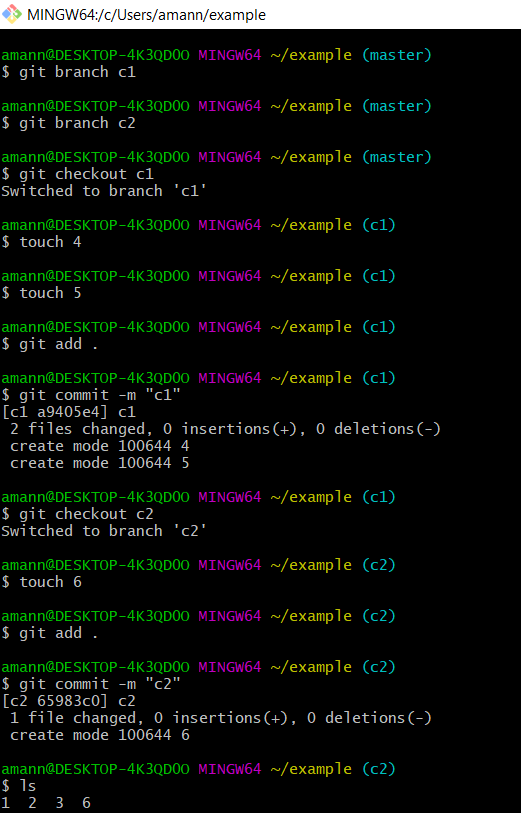 MINGW64:/c/Users/amann/example
amann@DESKTOP-4K3QD0O MINGW64 ~/example (master)
$ git branch c1
amann@DESKTOP-4K3QD0O MINGW64 ~/example (master)
$ git branch c2
amann@DESKTOP-4K3QD0O MINGW64 ~/example (master)
$ git checkout c1
Switched to branch 'c1'
amann@DESKTOP-4K3QD0O MINGW64 ~/example (c1)
$ touch 4
amann@DESKTOP-4K3QD0O MINGW64 ~/example (c1)
$ touch 5
amann@DESKTOP-4K3QD0O MINGW64 ~/example (c1)
$ git add .
amann@DESKTOP-4K3QD0O MINGW64 ~/example (c1)
$ git commit -m "c1"
[c1 a9405e4] c1
 2 files changed, 0 insertions(+), 0 deletions(-)
 create mode 100644 4
 create mode 100644 5
amann@DESKTOP-4K3QD0O MINGW64 ~/example (c1)
$ git checkout c2
Switched to branch 'c2'
amann@DESKTOP-4K3QD0O MINGW64 ~/example (c2)
$ touch 6
amann@DESKTOP-4K3QD0O MINGW64 ~/example (c2)
$ git add .
amann@DESKTOP-4K3QD0O MINGW64 ~/example (c2)
$ git commit -m "c2"
[c2 65983c0] c2
 1 file changed, 0 insertions(+), 0 deletions(-)
 create mode 100644 6
amann@DESKTOP-4K3QD0O MINGW64 ~/example (c2)
$ ls
1  2  3  6